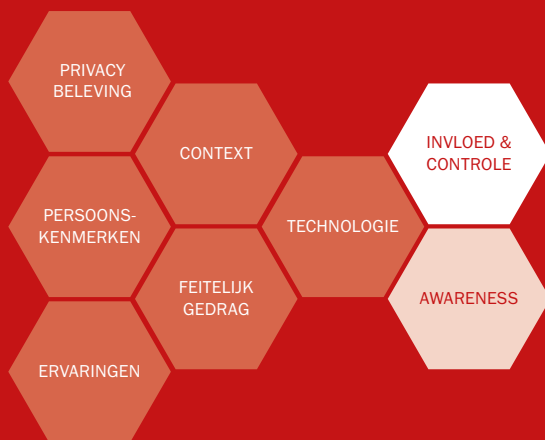 PRIVACY
BELEVING
CONTEXT
INVLOED &
CONTROLE
PERSOONS-
KENMERKEN
TECHNOLOGIE
FEITELIJK
GEDRAG
AWARENESS
ERVARINGEN